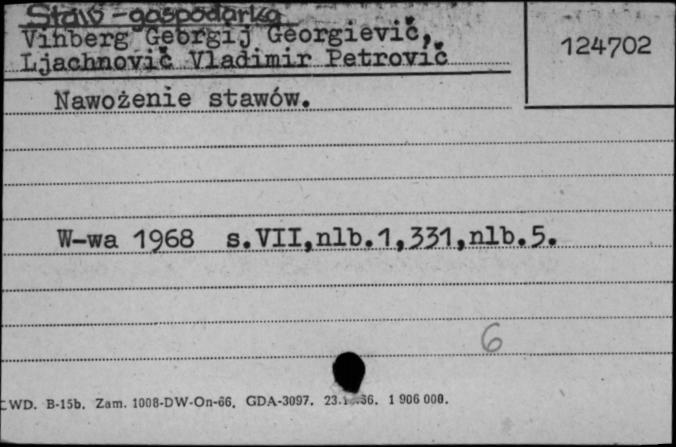 Staw - gospodarka
Vinberg Georgij Georgievič,
Ljachnovič Vladimir Petrovič
124702
Nawożenie stawów.
W-wa 1968 s.VII,nlb.1,331,nlb.5.
6
WD. B-15b. Zam. 1008-DW-On-66. GDA-3097. 1 906 000.